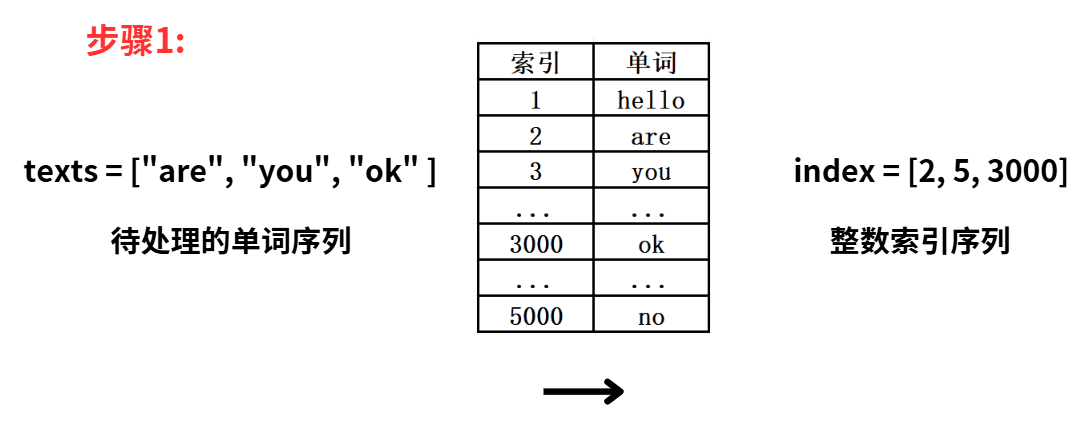 步骤1:
texts = ["are", "you", "ok" ]
待处理的单词序列
索引 单词
1 hello
2 are
3 you
... ...
3000 ok
... ...
5000 no
index = [2, 5, 3000]
整数索引序列